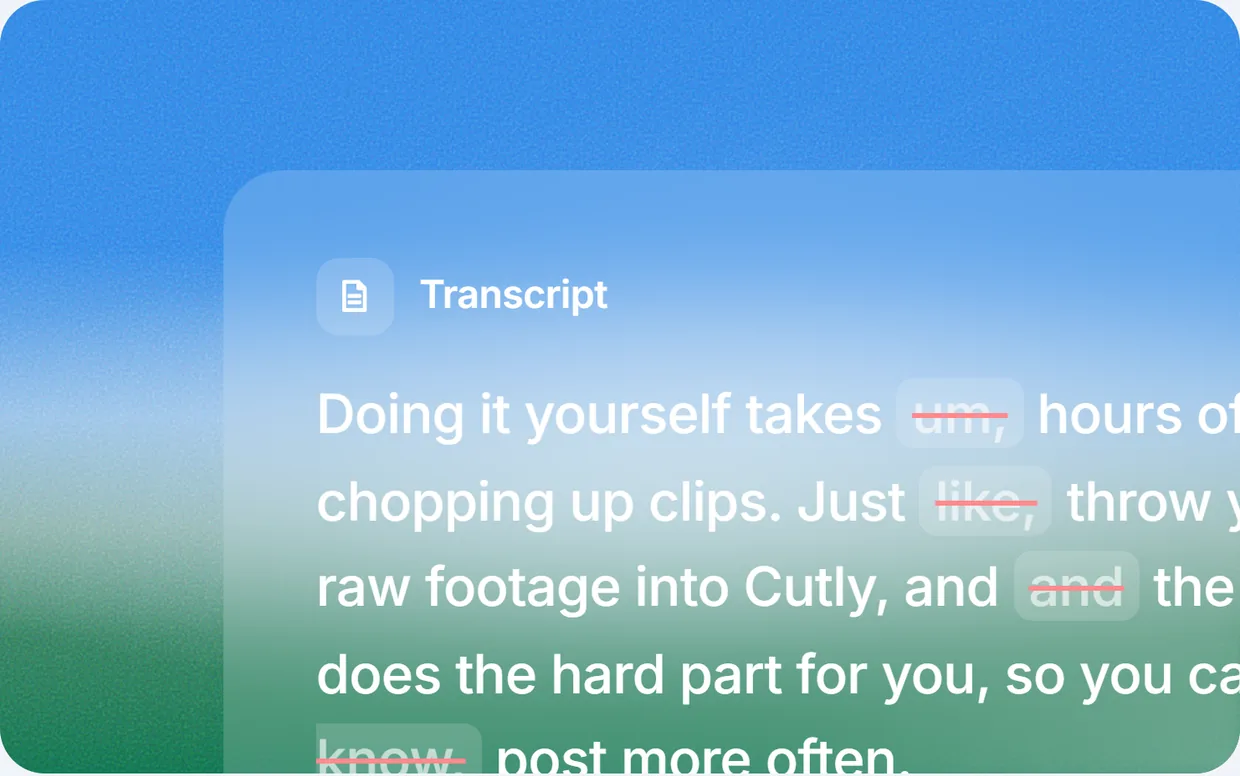 Transcript
Doing it yourself takes um, hours of
chopping up clips. Just like, throw
raw footage into Cutly, and and the
does the hard part for you, so you
know, post more often.